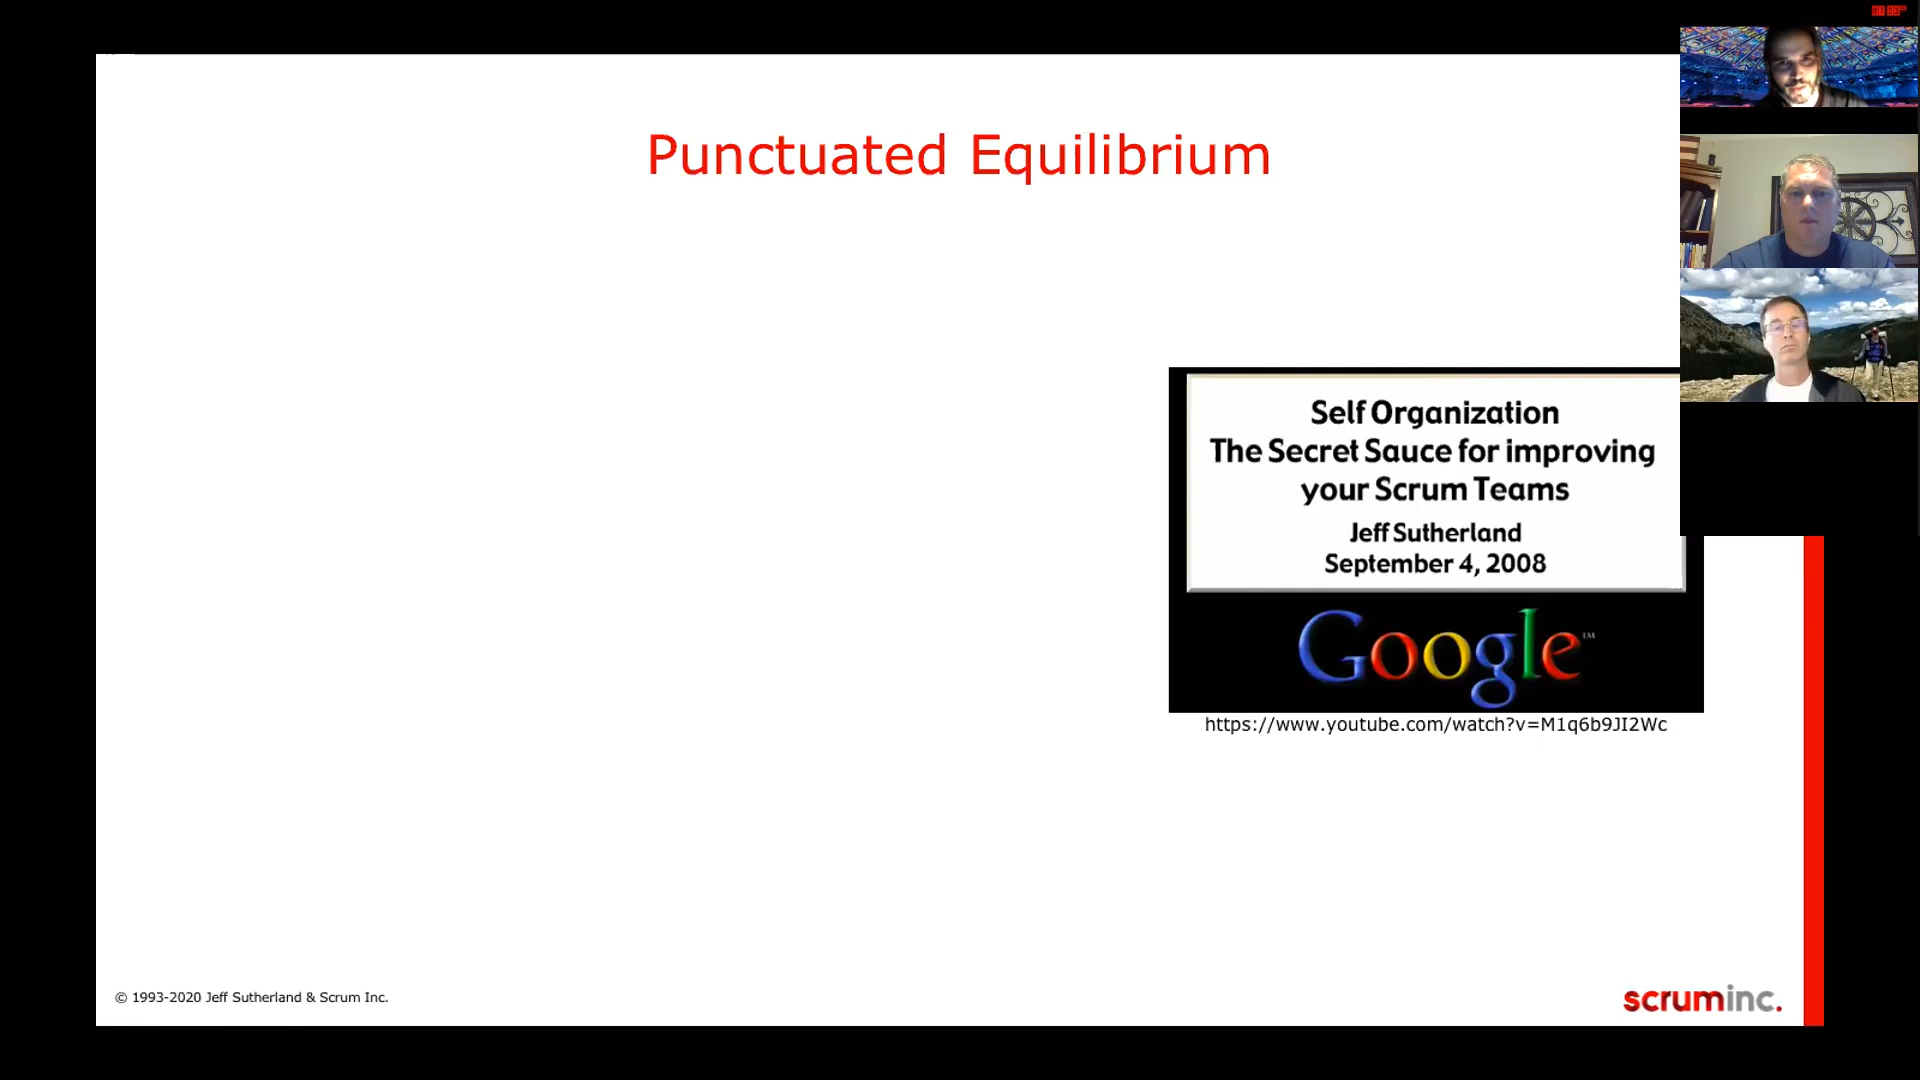 Punctuated Equilibrium
Self Organization
The Secret Sauce for improving
your Scrum Teams
Jeff Sutherland
September 4, 2008
Google™
https://www.youtube.com/watch?v=M1q6b9JI2Wc
© 1993-2020 Jeff Sutherland & Scrum Inc.
scruminc.